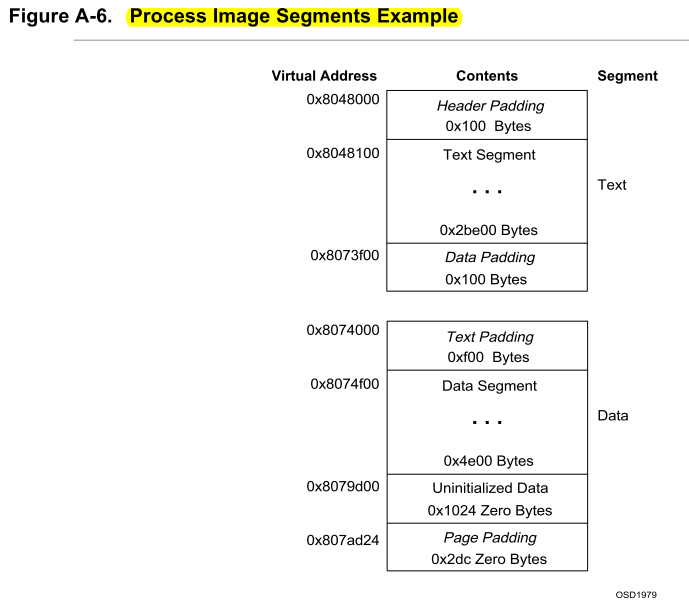 Figure A-6. Process Image Segments Example
Virtual Address Contents Segment
0x8048000
Header Padding
0x100 Bytes
0x8048100
Text Segment
. . .
Text
0x2be00 Bytes
0x8073f00
Data Padding
0x100 Bytes
0x8074000
Text Padding
0xf00 Bytes
0x8074f00
Data Segment
. . .
Data
0x4e00 Bytes
0x8079d00
Uninitialized Data
0x1024 Zero Bytes
0x807ad24
Page Padding
0x2dc Zero Bytes
OSD1979